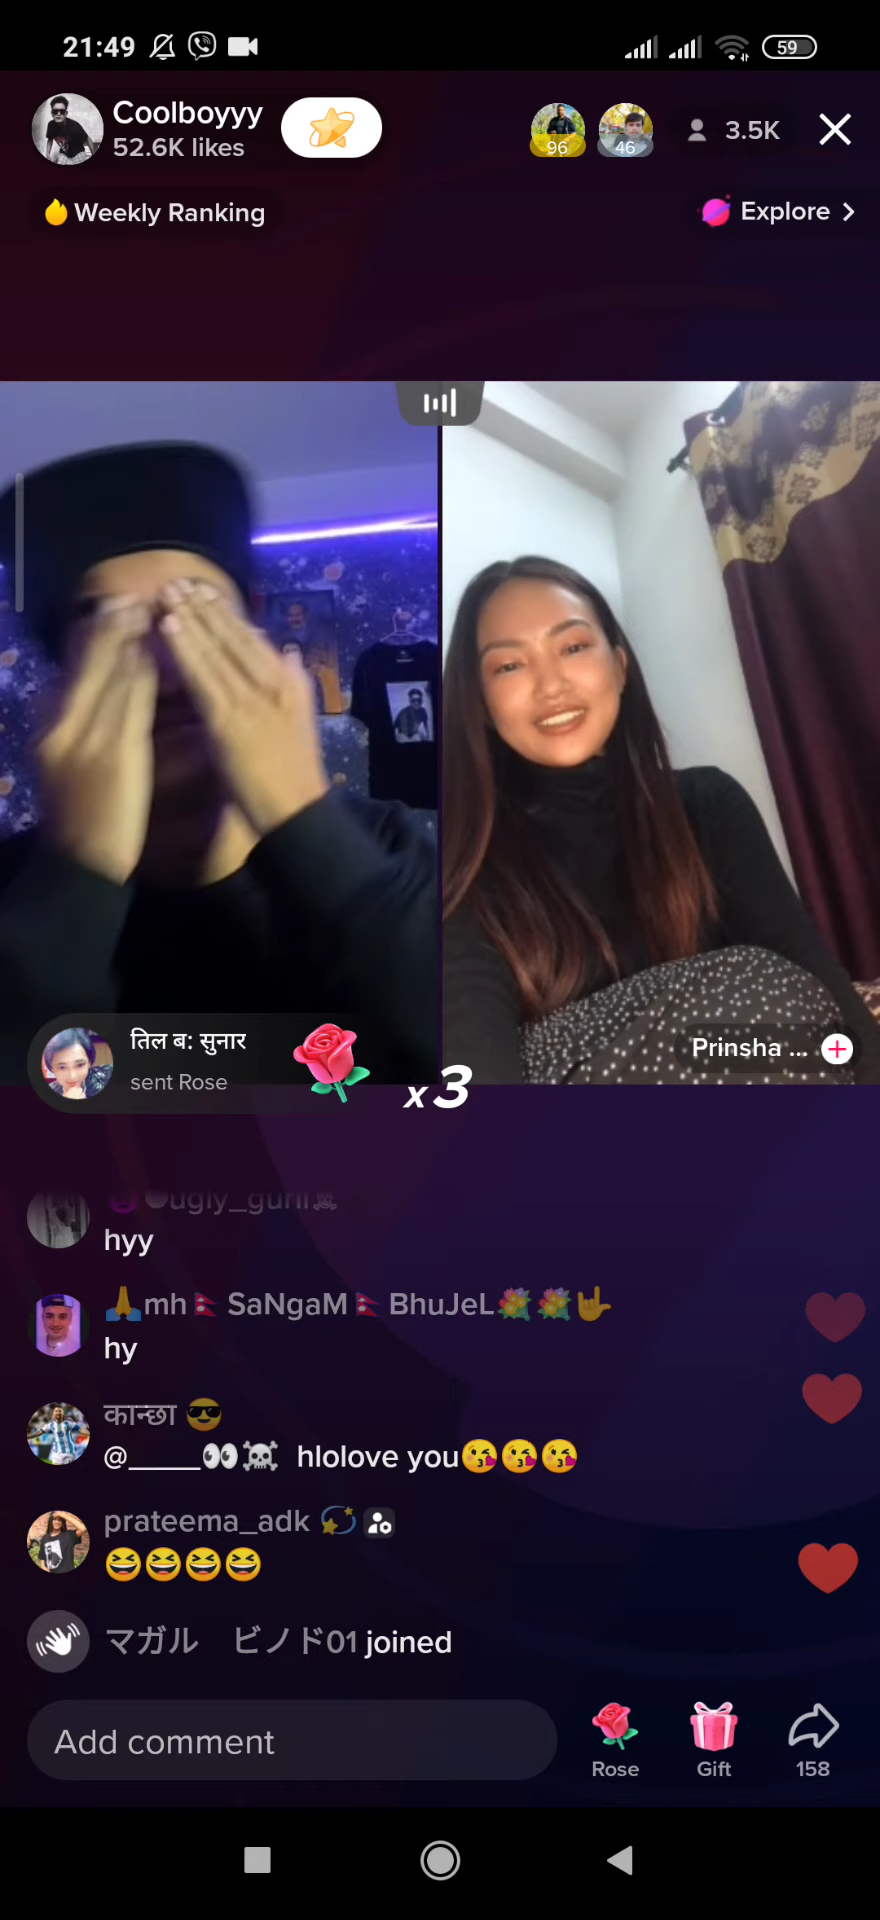 21:49
59
Coolboyyy
52.6K likes
96
46
3.5K
Weekly Ranking
Explore
तिल ब: सुनार
sent Rose
x3
Prinsha ...
hyy
🙏mh🇳🇵 SaNgaM🇳🇵 BhuJeL💐💐🤟
hy
कान्छा 😎
@_____👀☠️ hlolove you😘😘😘
prateema_adk 💫
😆😆😆😆
マガル ビノド01 joined
Add comment
Rose
Gift
158